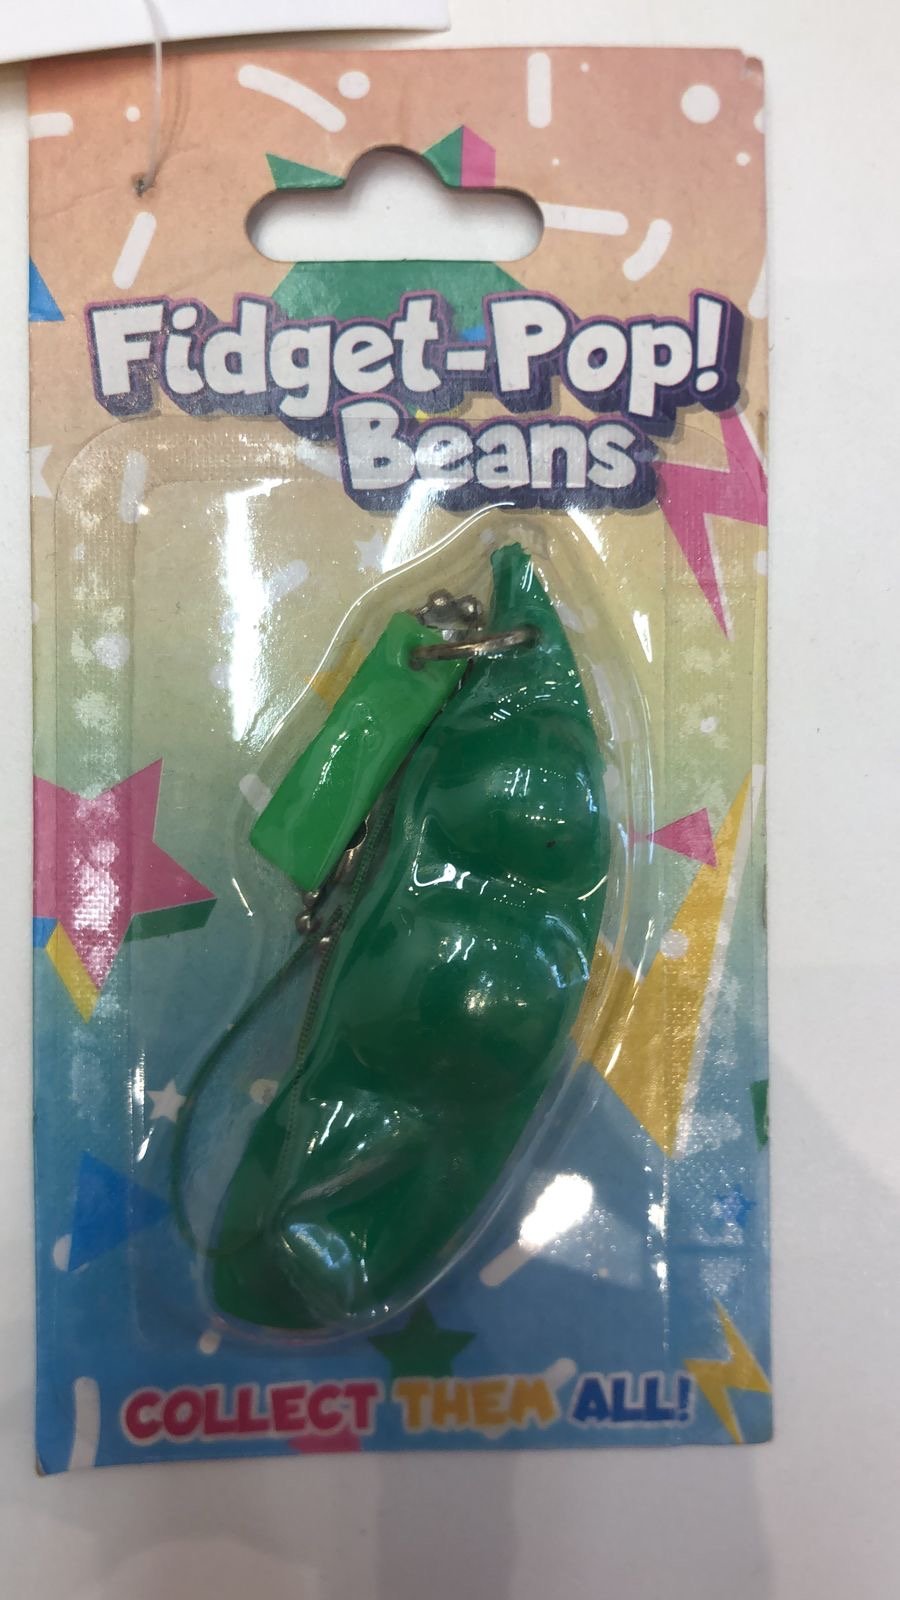 Fidget-Pop!
Beans
COLLECT THEM ALL!